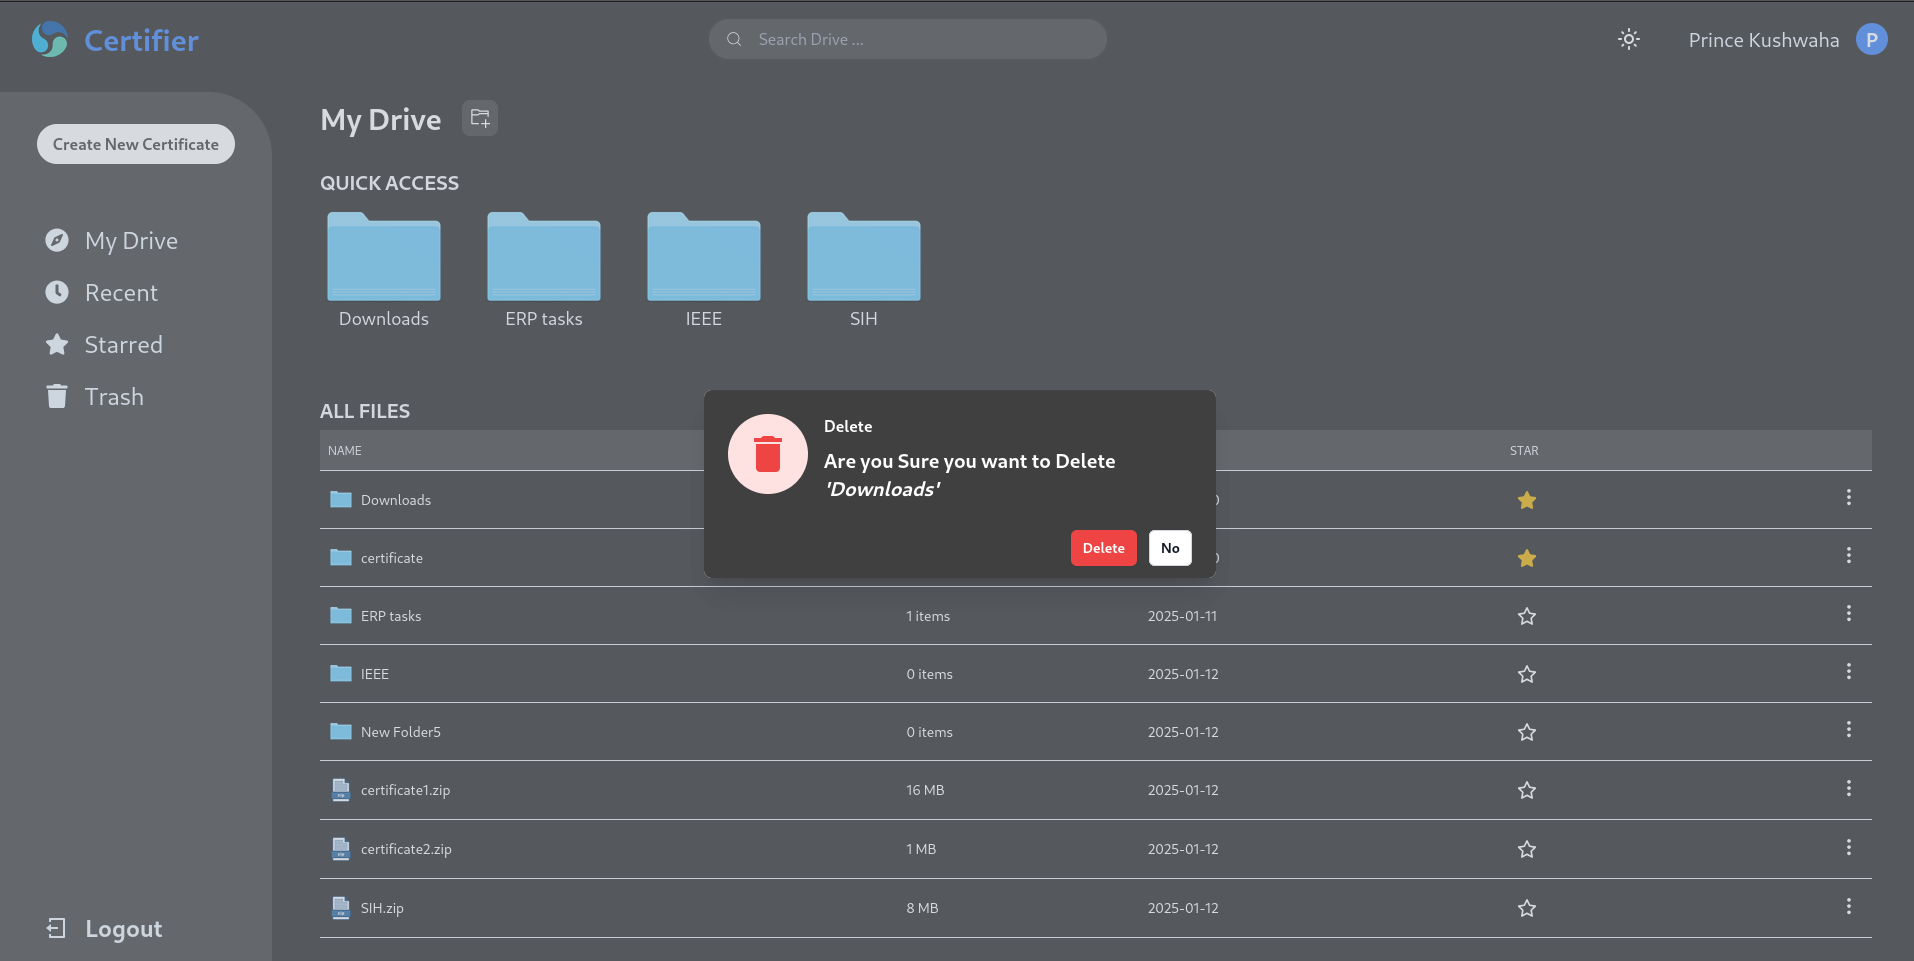 Certifier
Search Drive ...
Prince Kushwaha
P
Create New Certificate
My Drive
Recent
Starred
Trash
Logout
My Drive
QUICK ACCESS
Downloads ERP tasks IEEE SIH
ALL FILES
NAME STAR
Downloads
certificate
ERP tasks 1 items 2025-01-11
IEEE 0 items 2025-01-12
New Folder5 0 items 2025-01-12
certificate1.zip 16 MB 2025-01-12
certificate2.zip 1 MB 2025-01-12
SIH.zip 8 MB 2025-01-12
Delete
Are you Sure you want to Delete
'Downloads'
Delete No